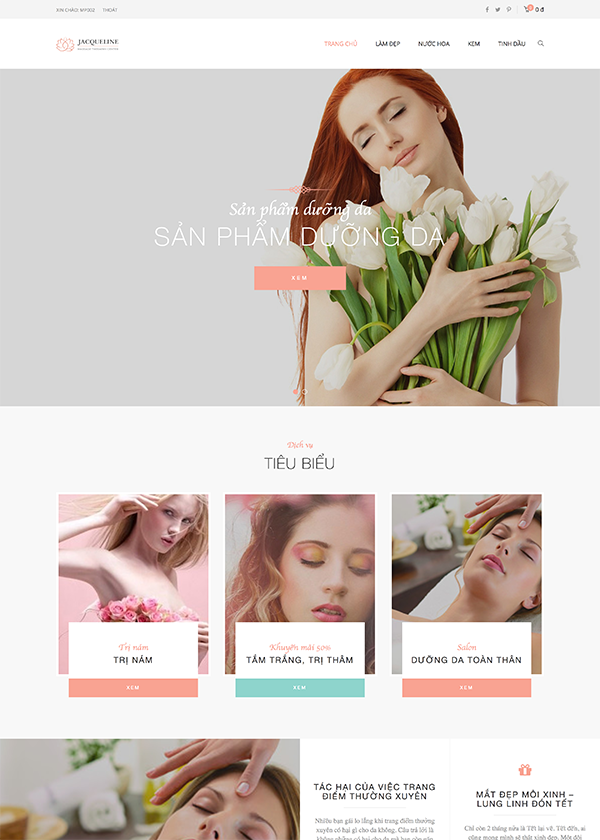 XIN CHÀO: MYP002 THOÁT
0 0 đ
JACQUELINE
TRANG CHỦ LÀM ĐẸP NƯỚC HOA KEM TINH DẦU
Sản phẩm dưỡng da
SẢN PHẨM DƯỠNG DA
XEM
Dịch vụ
TIÊU BIỂU
Trị nám Khuyến mãi 50% Salon
TRỊ NÁM TẮM TRẮNG, TRỊ THÂM DƯỠNG DA TOÀN THÂN
XEM XEM XEM
TÁC HẠI CỦA VIỆC TRANG
ĐIỂM THƯỜNG XUYÊN
Nhiều bạn gái lo lắng khi trang điểm thường
xuyên có hại gì cho da không. Câu trả lời là
MẮT ĐẸP MÔI XINH –
LUNG LINH ĐÓN TẾT
Chỉ còn 2 tháng nữa là Tết lại về. Tết đến, ai
cũng mong mình sẽ thật xinh đẹp. Một đôi